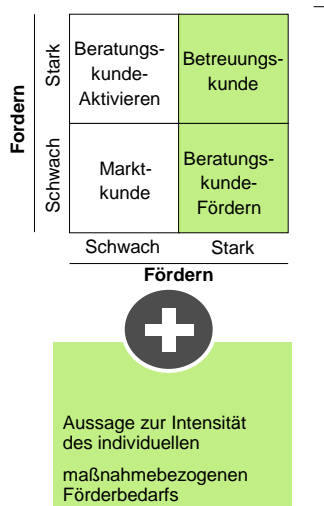 Fordern
Stark
Schwach
Beratungs-
kunde-
Aktivieren
Betreuungs-
kunde
Markt-
kunde
Beratungs-
kunde-
Fördern
Schwach
Stark
Fördern
Aussage zur Intensität
des individuellen
maßnahmebezogenen
Förderbedarfs